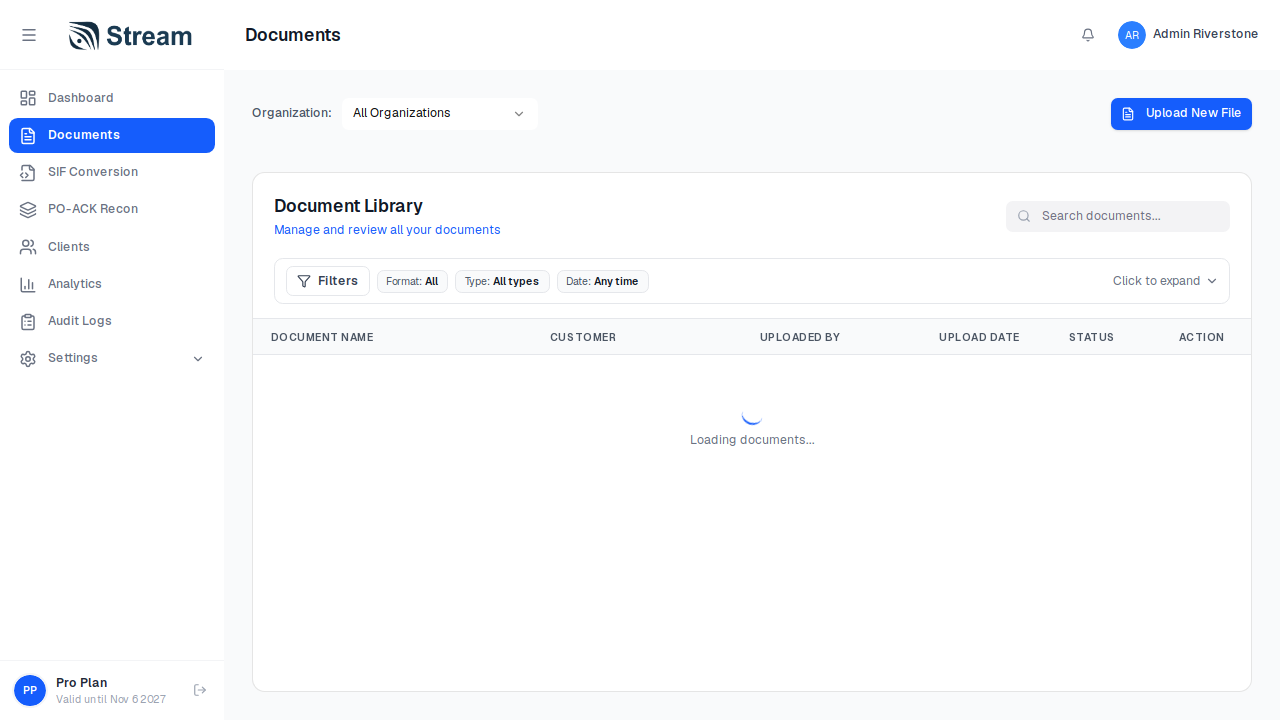 Stream
Documents
AR
Admin Riverstone
Dashboard
Documents
SIF Conversion
PO-ACK Recon
Clients
Analytics
Audit Logs
Settings
Organization:
All Organizations
Upload New File
Document Library
Manage and review all your documents
Search documents...
Filters
Format: All
Type: All types
Date: Any time
Click to expand
DOCUMENT NAME
CUSTOMER
UPLOADED BY
UPLOAD DATE
STATUS
ACTION
Loading documents...
PP
Pro Plan
Valid until Nov 6 2027